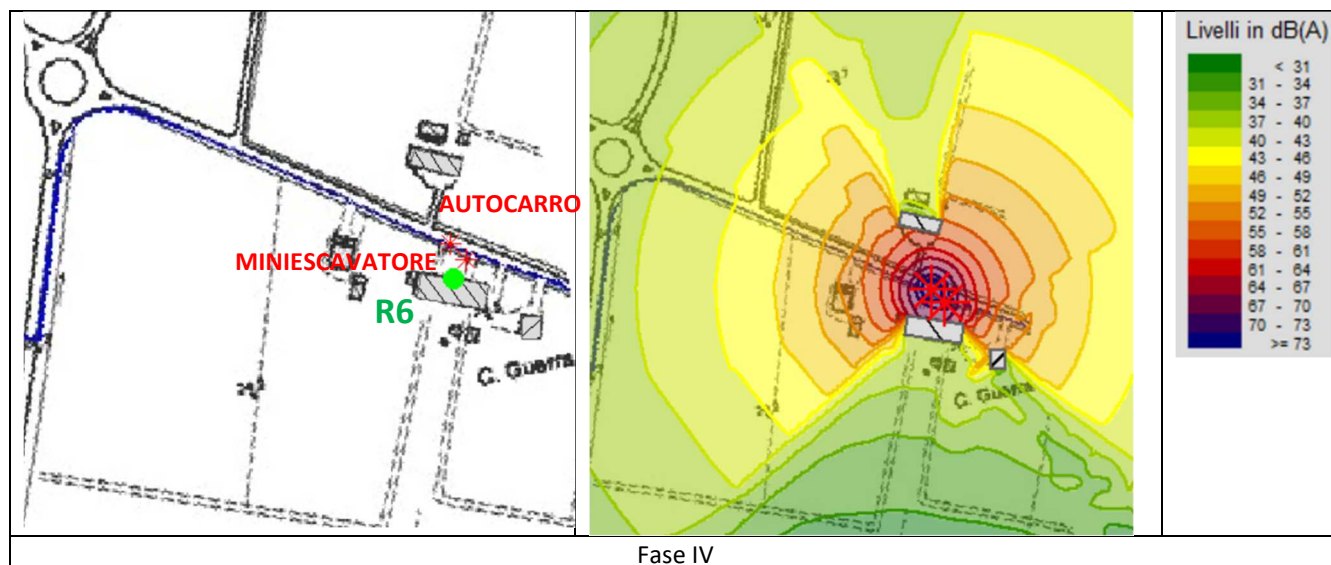 AUTOCARRO
MINIESCAVATORE
R6
C. Guerra
C. Guerra
Livelli in dB(A)
< 31
31 - 34
34 - 37
37 - 40
40 - 43
43 - 46
46 - 49
49 - 52
52 - 55
55 - 58
58 - 61
61 - 64
64 - 67
67 - 70
70 - 73
>= 73
Fase IV